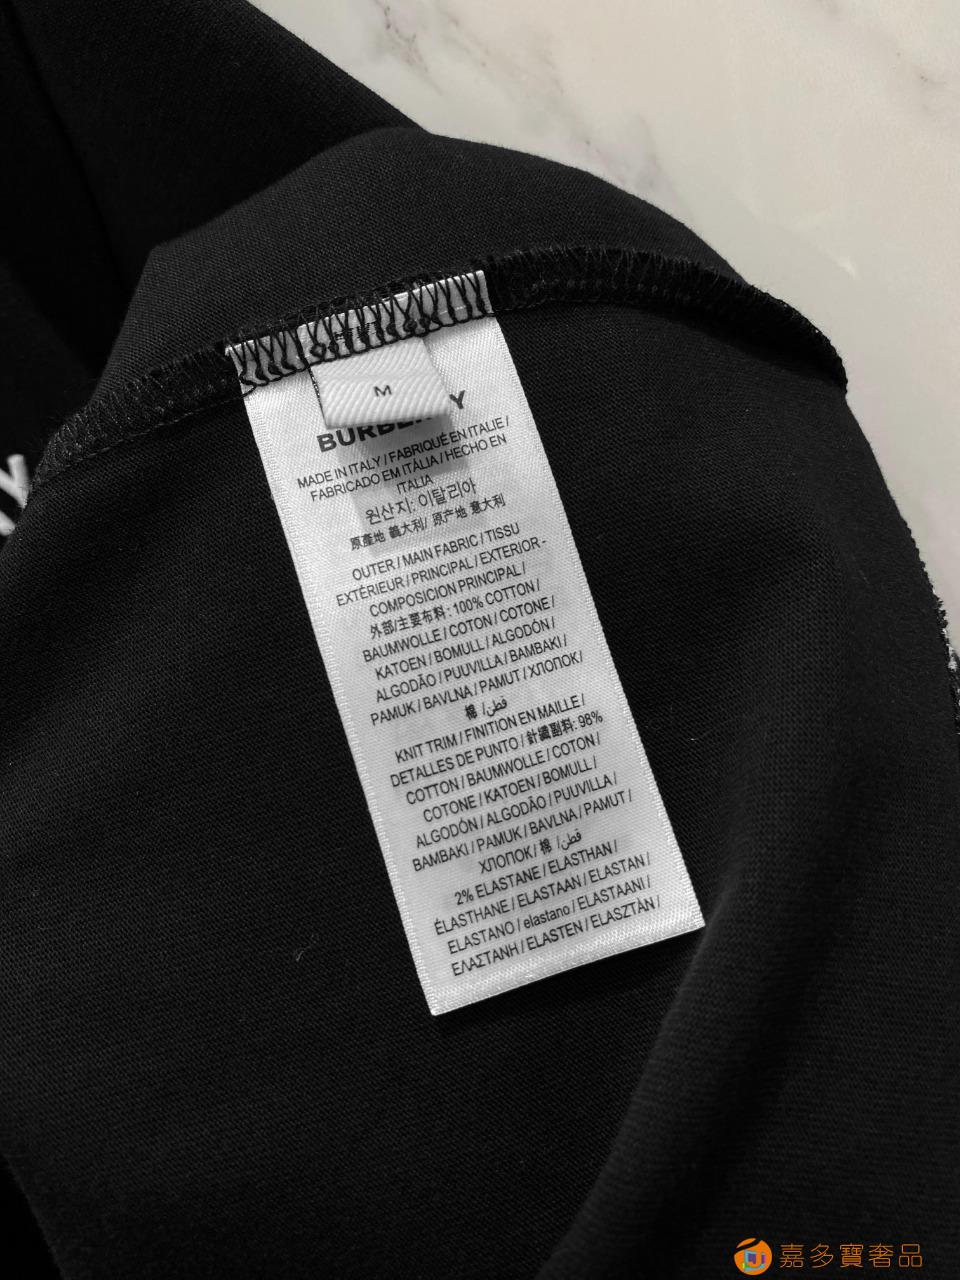 M
BURBERRY
MADE IN ITALY / FABRIQUÉ EN ITALIE /
FABRICADO EM ITÁLIA / HECHO EN
ITALIA
원산지: 이탈리아
原產地 義大利/ 原产地 意大利
OUTER / MAIN FABRIC / TISSU
EXTÉRIEUR / PRINCIPAL / EXTERIOR-
COMPOSICION PRINCIPAL /
外部/主要布料: 100% COTTON /
BAUMWOLLE / COTON / COTONE /
KATOEN / BOMULL / ALGODÓN /
ALGODÃO / PUUVILLA / BAMBAKI /
PAMUK / BAVLNA / PAMUT / ХЛОПОК/
棉 /قطن/
KNIT TRIM / FINITION EN MAILLE /
DETALLES DE PUNTO / 針織副料: 98%
COTTON / BAUMWOLLE / COTON /
COTONE / KATOEN / BOMULL /
ALGODÓN / ALGODÃO / PUUVILLA /
BAMBAKI / PAMUK / BAVLNA / PAMUT /
ХЛОПОК/ 棉 /قطن/
2% ELASTANE / ELASTHAN /
ÉLASTHANE / ELASTAAN / ELASTAN /
ELASTANO / elastano / ELASTAANI /
ΕΛΑΣΤΑΝΗ / ELASTEN / ELASZTÀN /
嘉多寶奢品